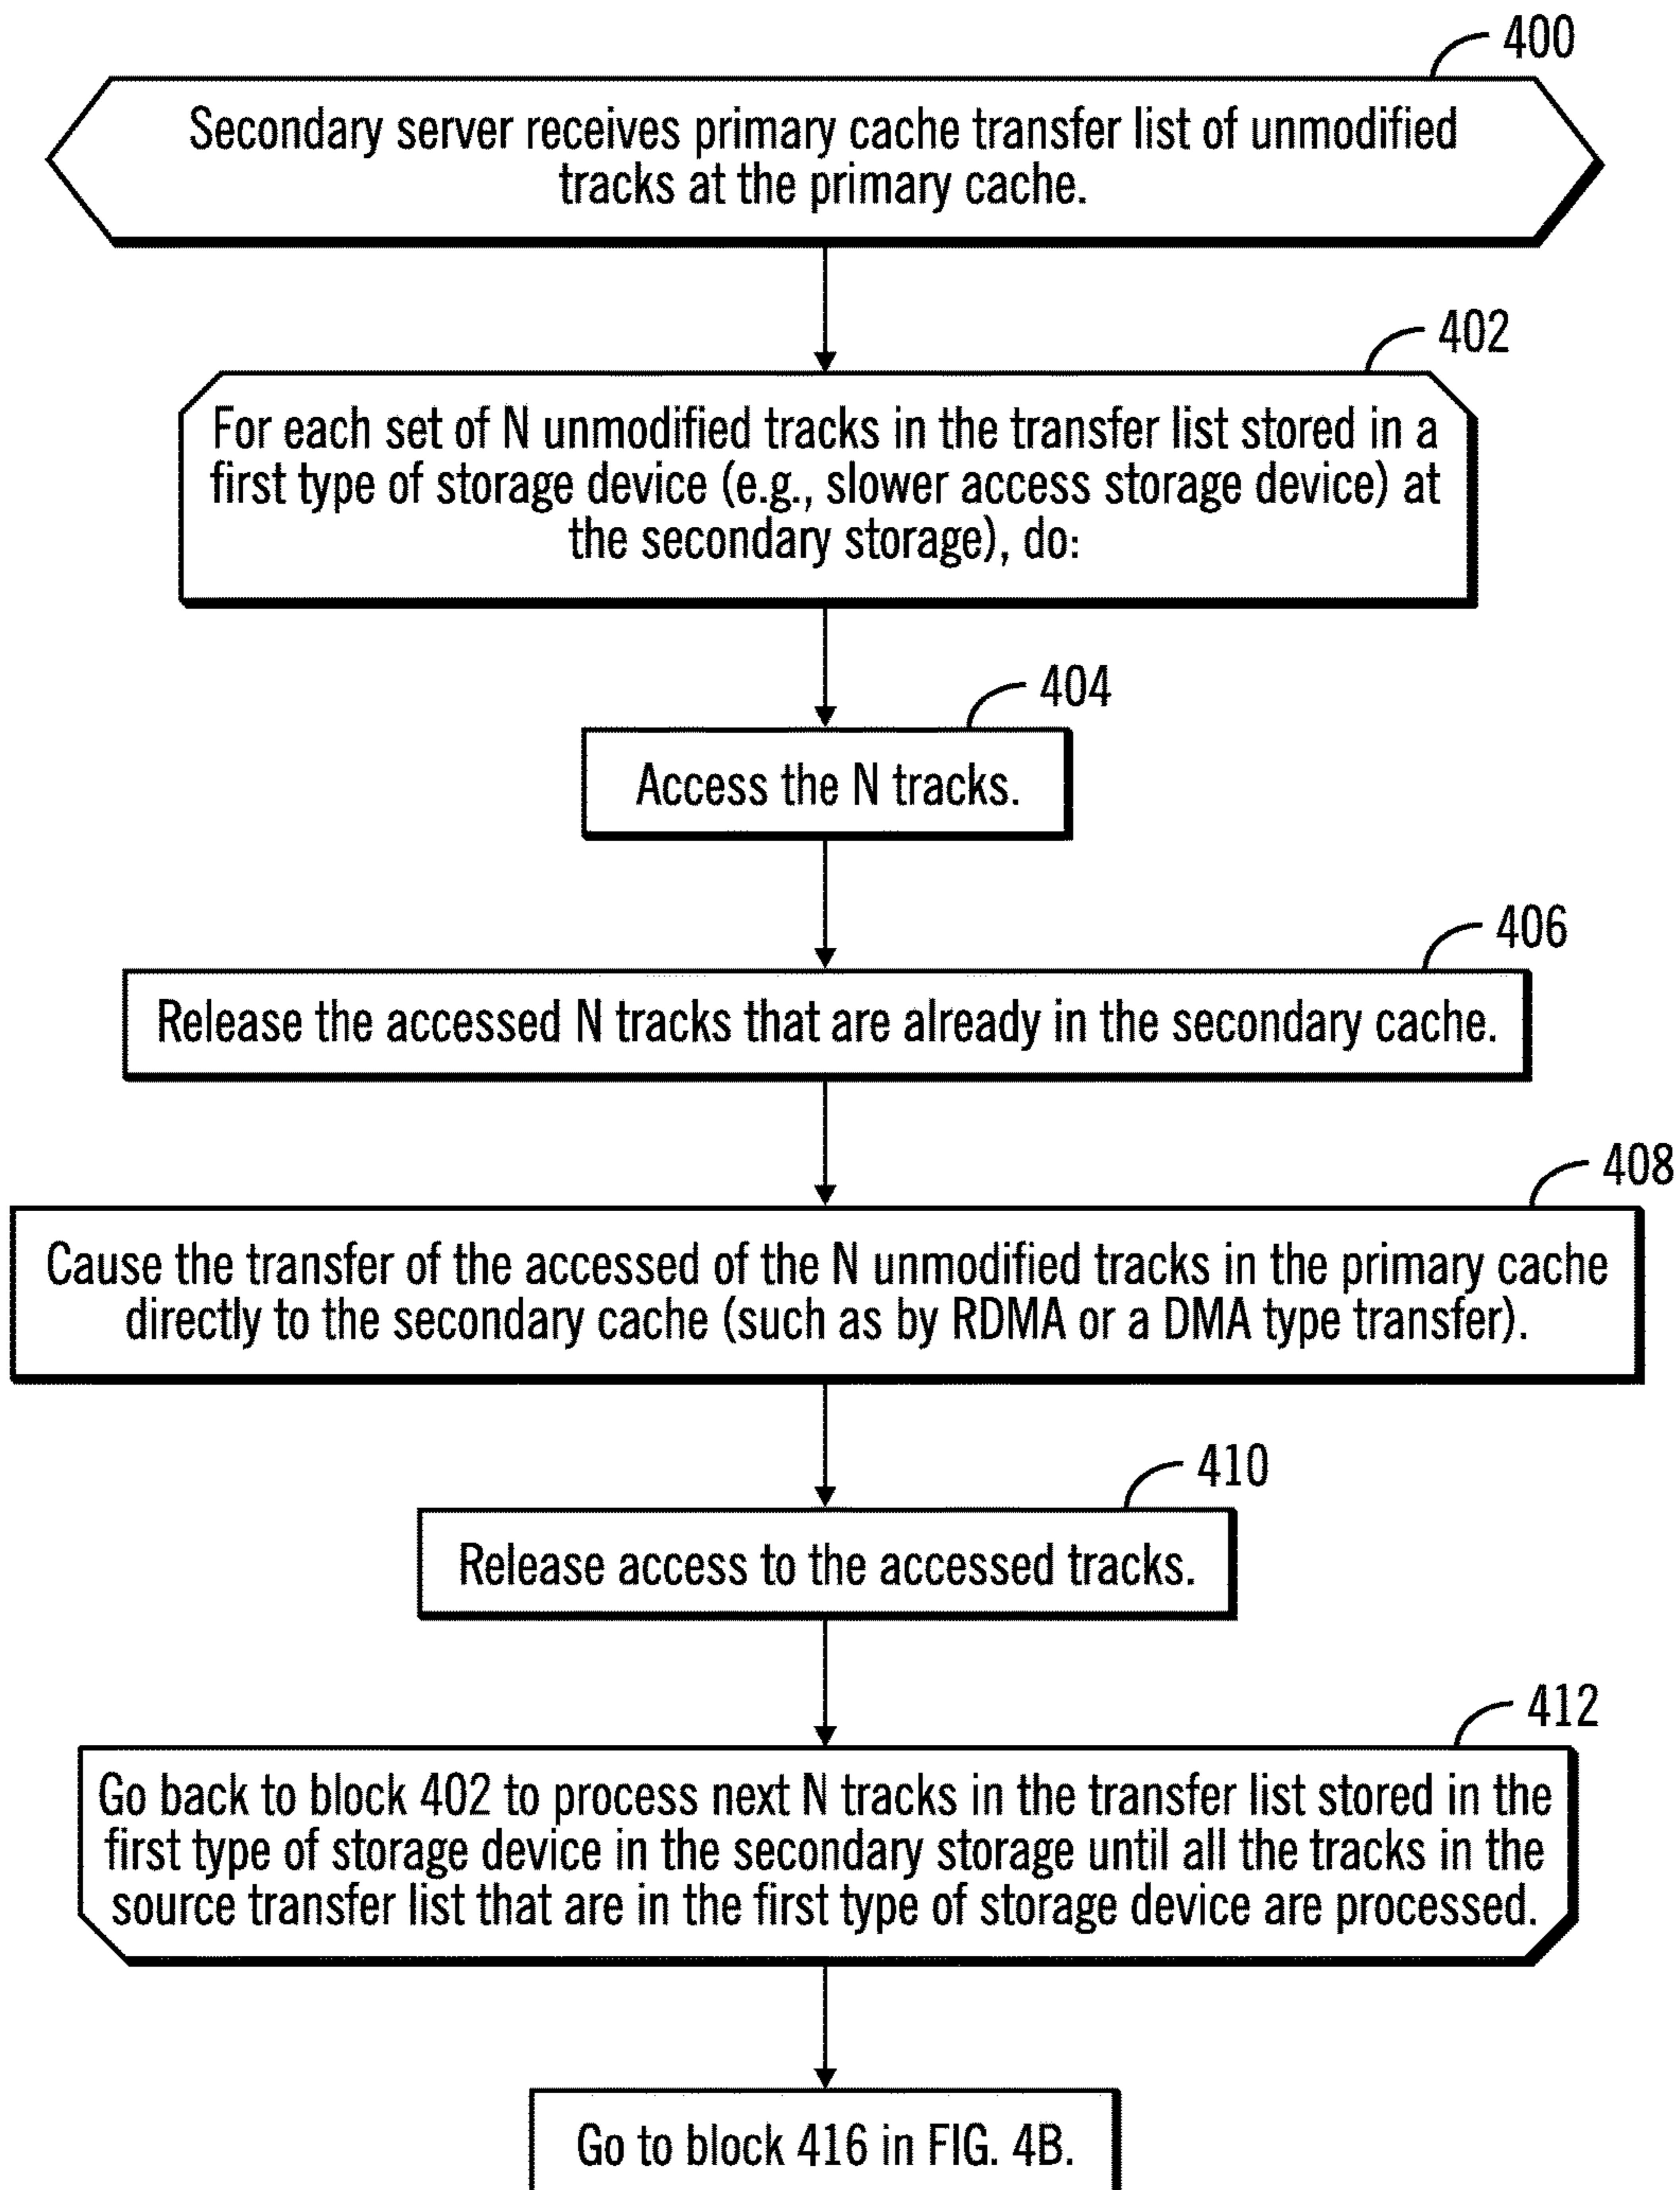 400
Secondary server receives primary cache transfer list of unmodified
tracks at the primary cache.
402
For each set of N unmodified tracks in the transfer list stored in a
first type of storage device (e.g., slower access storage device) at
the secondary storage), do:
404
Access the N tracks.
406
Release the accessed N tracks that are already in the secondary cache.
408
Cause the transfer of the accessed of the N unmodified tracks in the primary cache
directly to the secondary cache (such as by RDMA or a DMA type transfer).
410
Release access to the accessed tracks.
412
Go back to block 402 to process next N tracks in the transfer list stored in the
first type of storage device in the secondary storage until all the tracks in the
source transfer list that are in the first type of storage device are processed.
Go to block 416 in FIG. 4B.